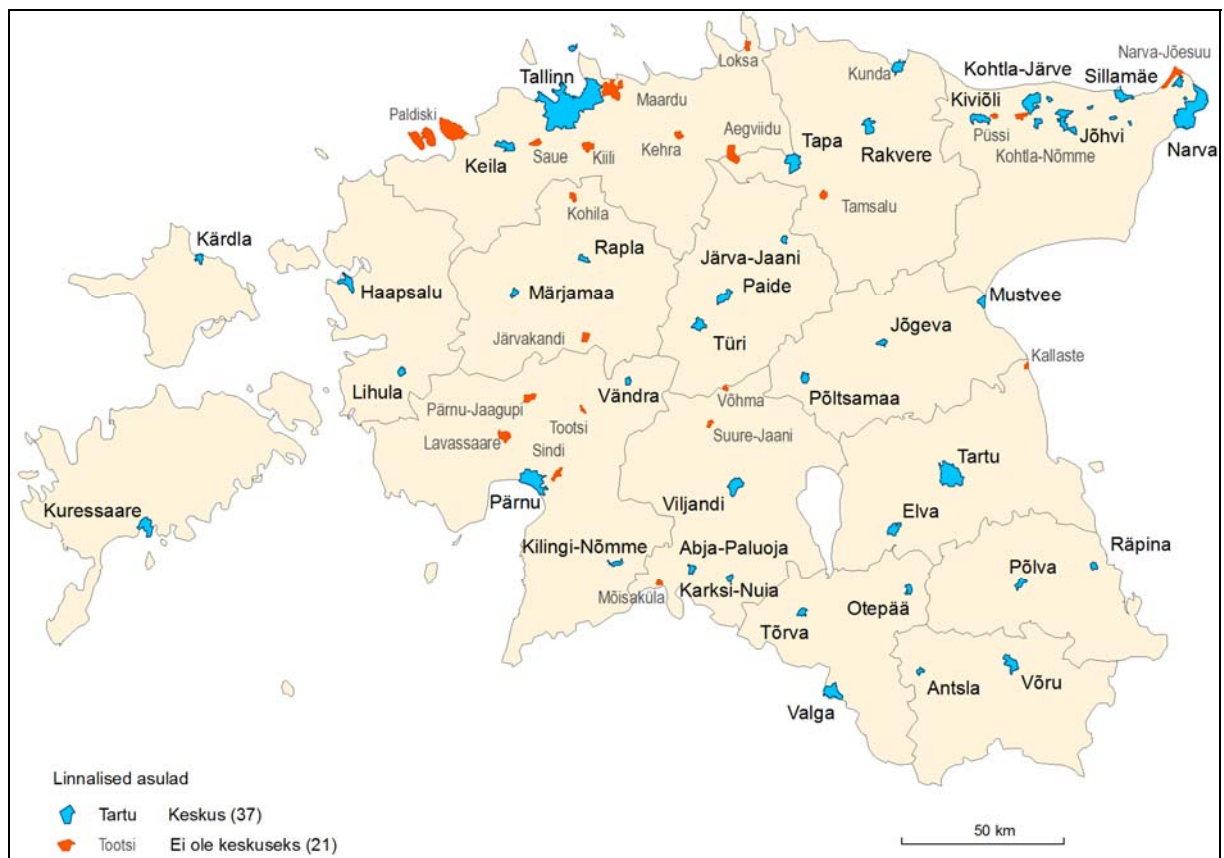 Loksa
Narva-Jõesuu
Tallinn
Kunda
Kohtla-Järve
Sillamäe
Paldiski
Maardu
Kiviõli
Keila
Saue
Kiili
Kehra
Aegviidu
Tapa
Rakvere
Püssi
Kohtla-Nõmme
Jõhvi
Narva
Kohila
Tamsalu
Kärdla
Rapla
Järva-Jaani
Haapsalu
Märjamaa
Paide
Mustvee
Järvakandi
Türi
Jõgeva
Kallaste
Lihula
Vändra
Võhma
Põltsamaa
Pärnu-Jaagupi
Tootsi
Suure-Jaani
Lavassaare
Sindi
Tartu
Pärnu
Viljandi
Kuressaare
Elva
Kilingi-Nõmme
Abja-Paluoja
Räpina
Mõisaküla
Karksi-Nuia
Põlva
Otepää
Tõrva
Antsla
Võru
Valga
Linnalised asulad
Tartu Keskus (37)
Tootsi Ei ole keskuseks (21)
50 km